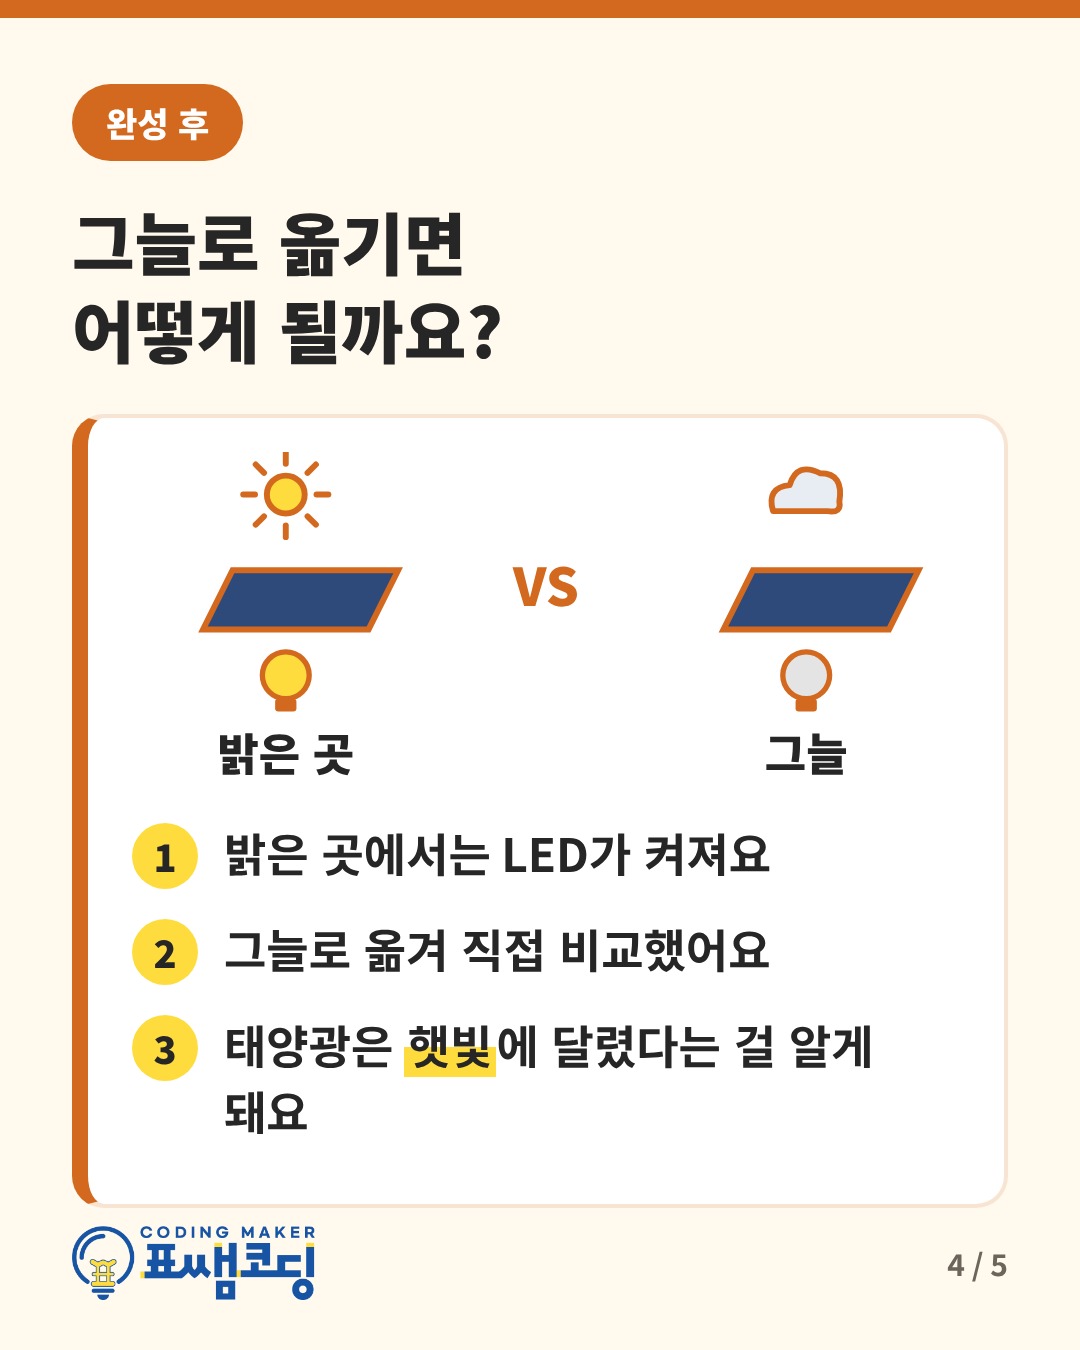 완성 후
그늘로 옮기면
어떻게 될까요?
VS
밝은 곳
그늘
1 밝은 곳에서는 LED가 켜져요
2 그늘로 옮겨 직접 비교했어요
3 태양광은 햇빛에 달렸다는 걸 알게
돼요
CODING MAKER
표쌤코딩
4 / 5